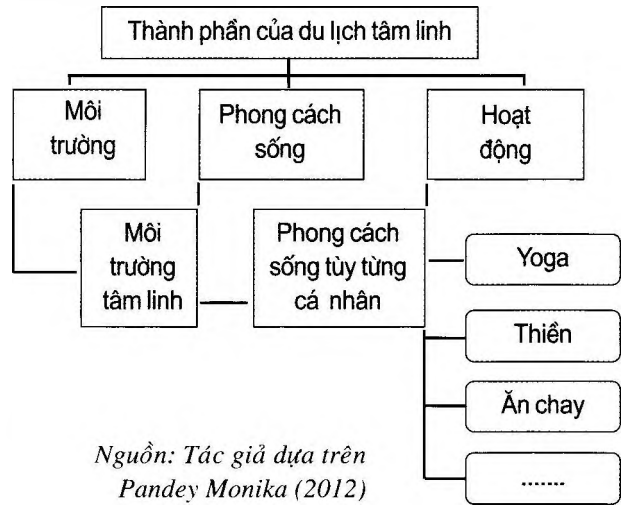 Thành phần của du lịch tâm linh
Môi
trường
Phong cách
sống
Hoạt
động
Môi
trường
tâm linh
Phong cách
sống tùy từng
cá nhân
Yoga
Thiền
Ăn chay
.......
Nguồn: Tác giả dựa trên
Pandey Monika (2012)